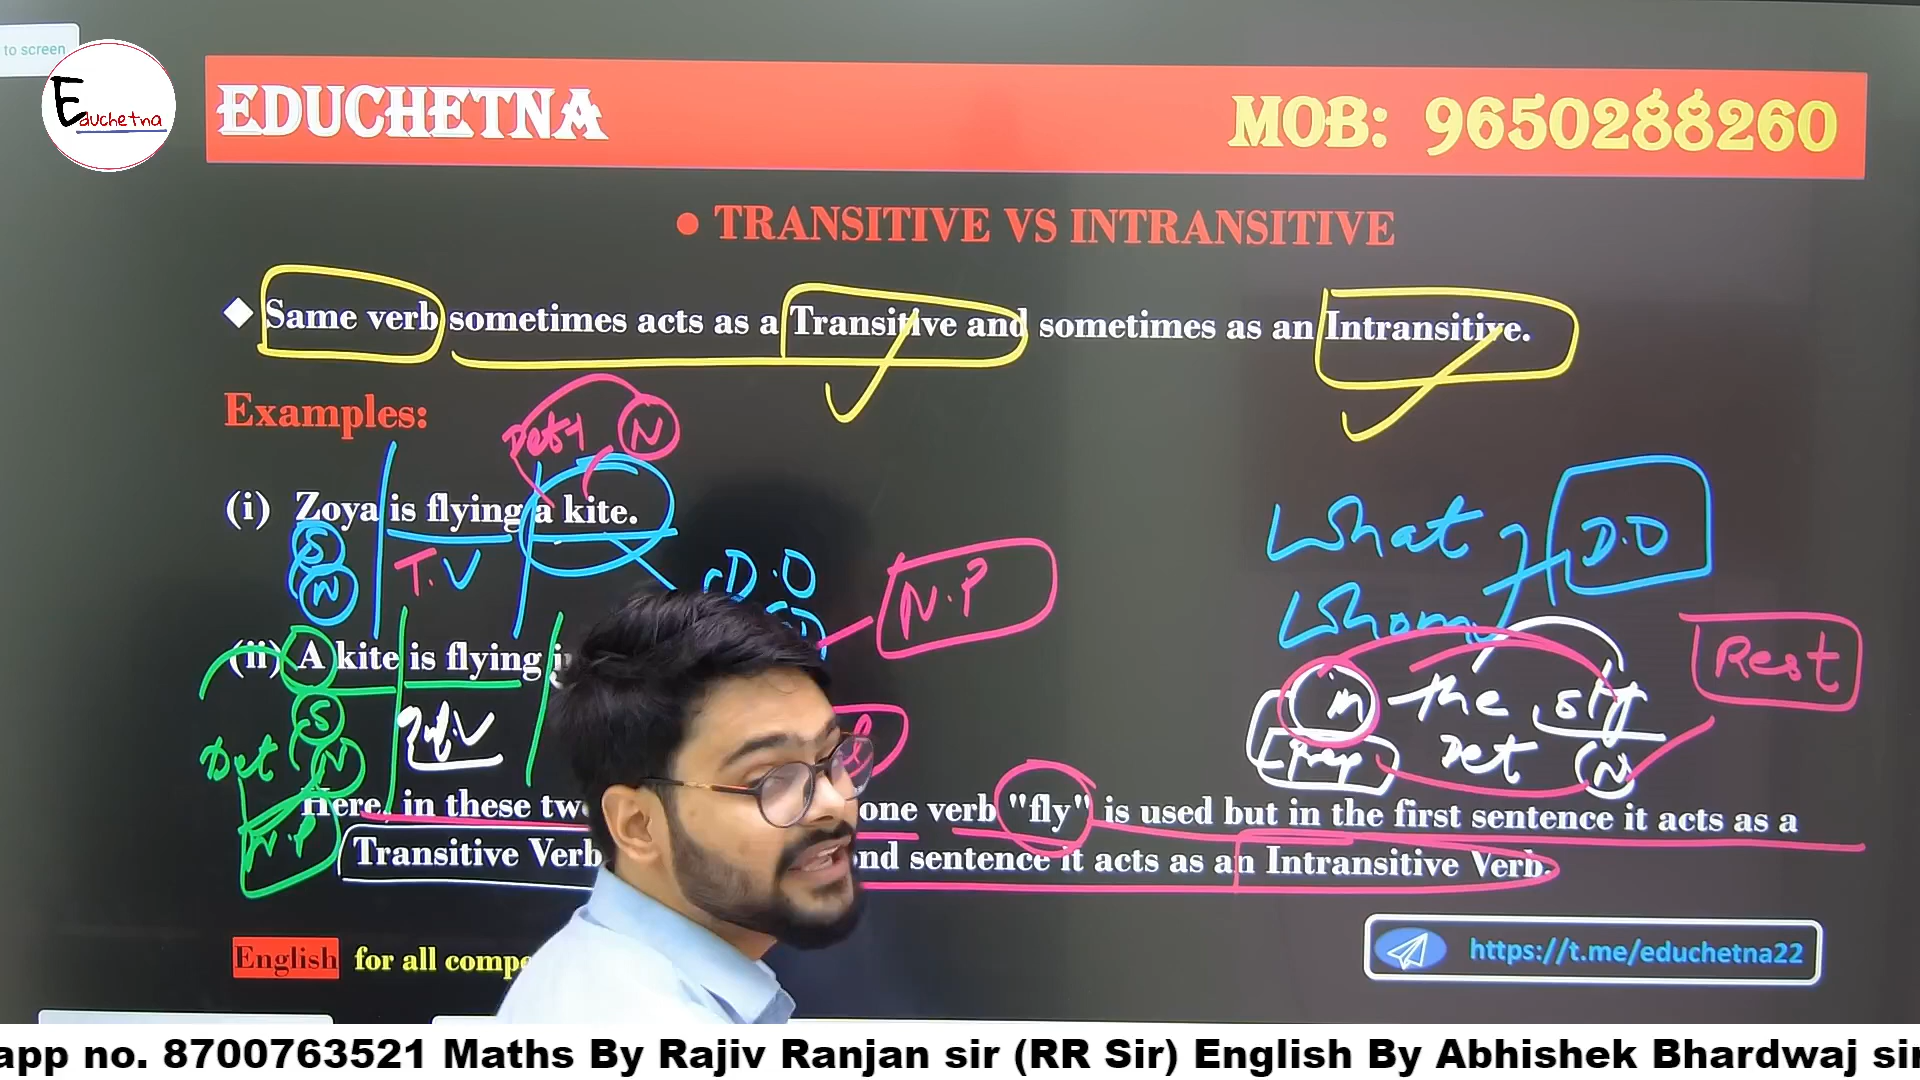 to screen
Educhetna
EDUCHETNA
MOB: 9650288260
• TRANSITIVE VS INTRANSITIVE
◆ Same verb sometimes acts as a Transitive and sometimes as an Intransitive.
Examples:
Det N
(i) Zoya is flying a kite.
S T.V
N
D.O
N.P
What
Whom
D.O
(ii) A kite is flying
S
N
Det
N.P
in the sky
Prep Det N
Rest
Here, in these one verb "fly" is used but in the first sentence it acts as a
Transitive Verb sentence it acts as an Intransitive Verb.
English for all
https://t.me/educhetna22
app no. 8700763521 Maths By Rajiv Ranjan sir (RR Sir) English By Abhishek Bhardwaj sir